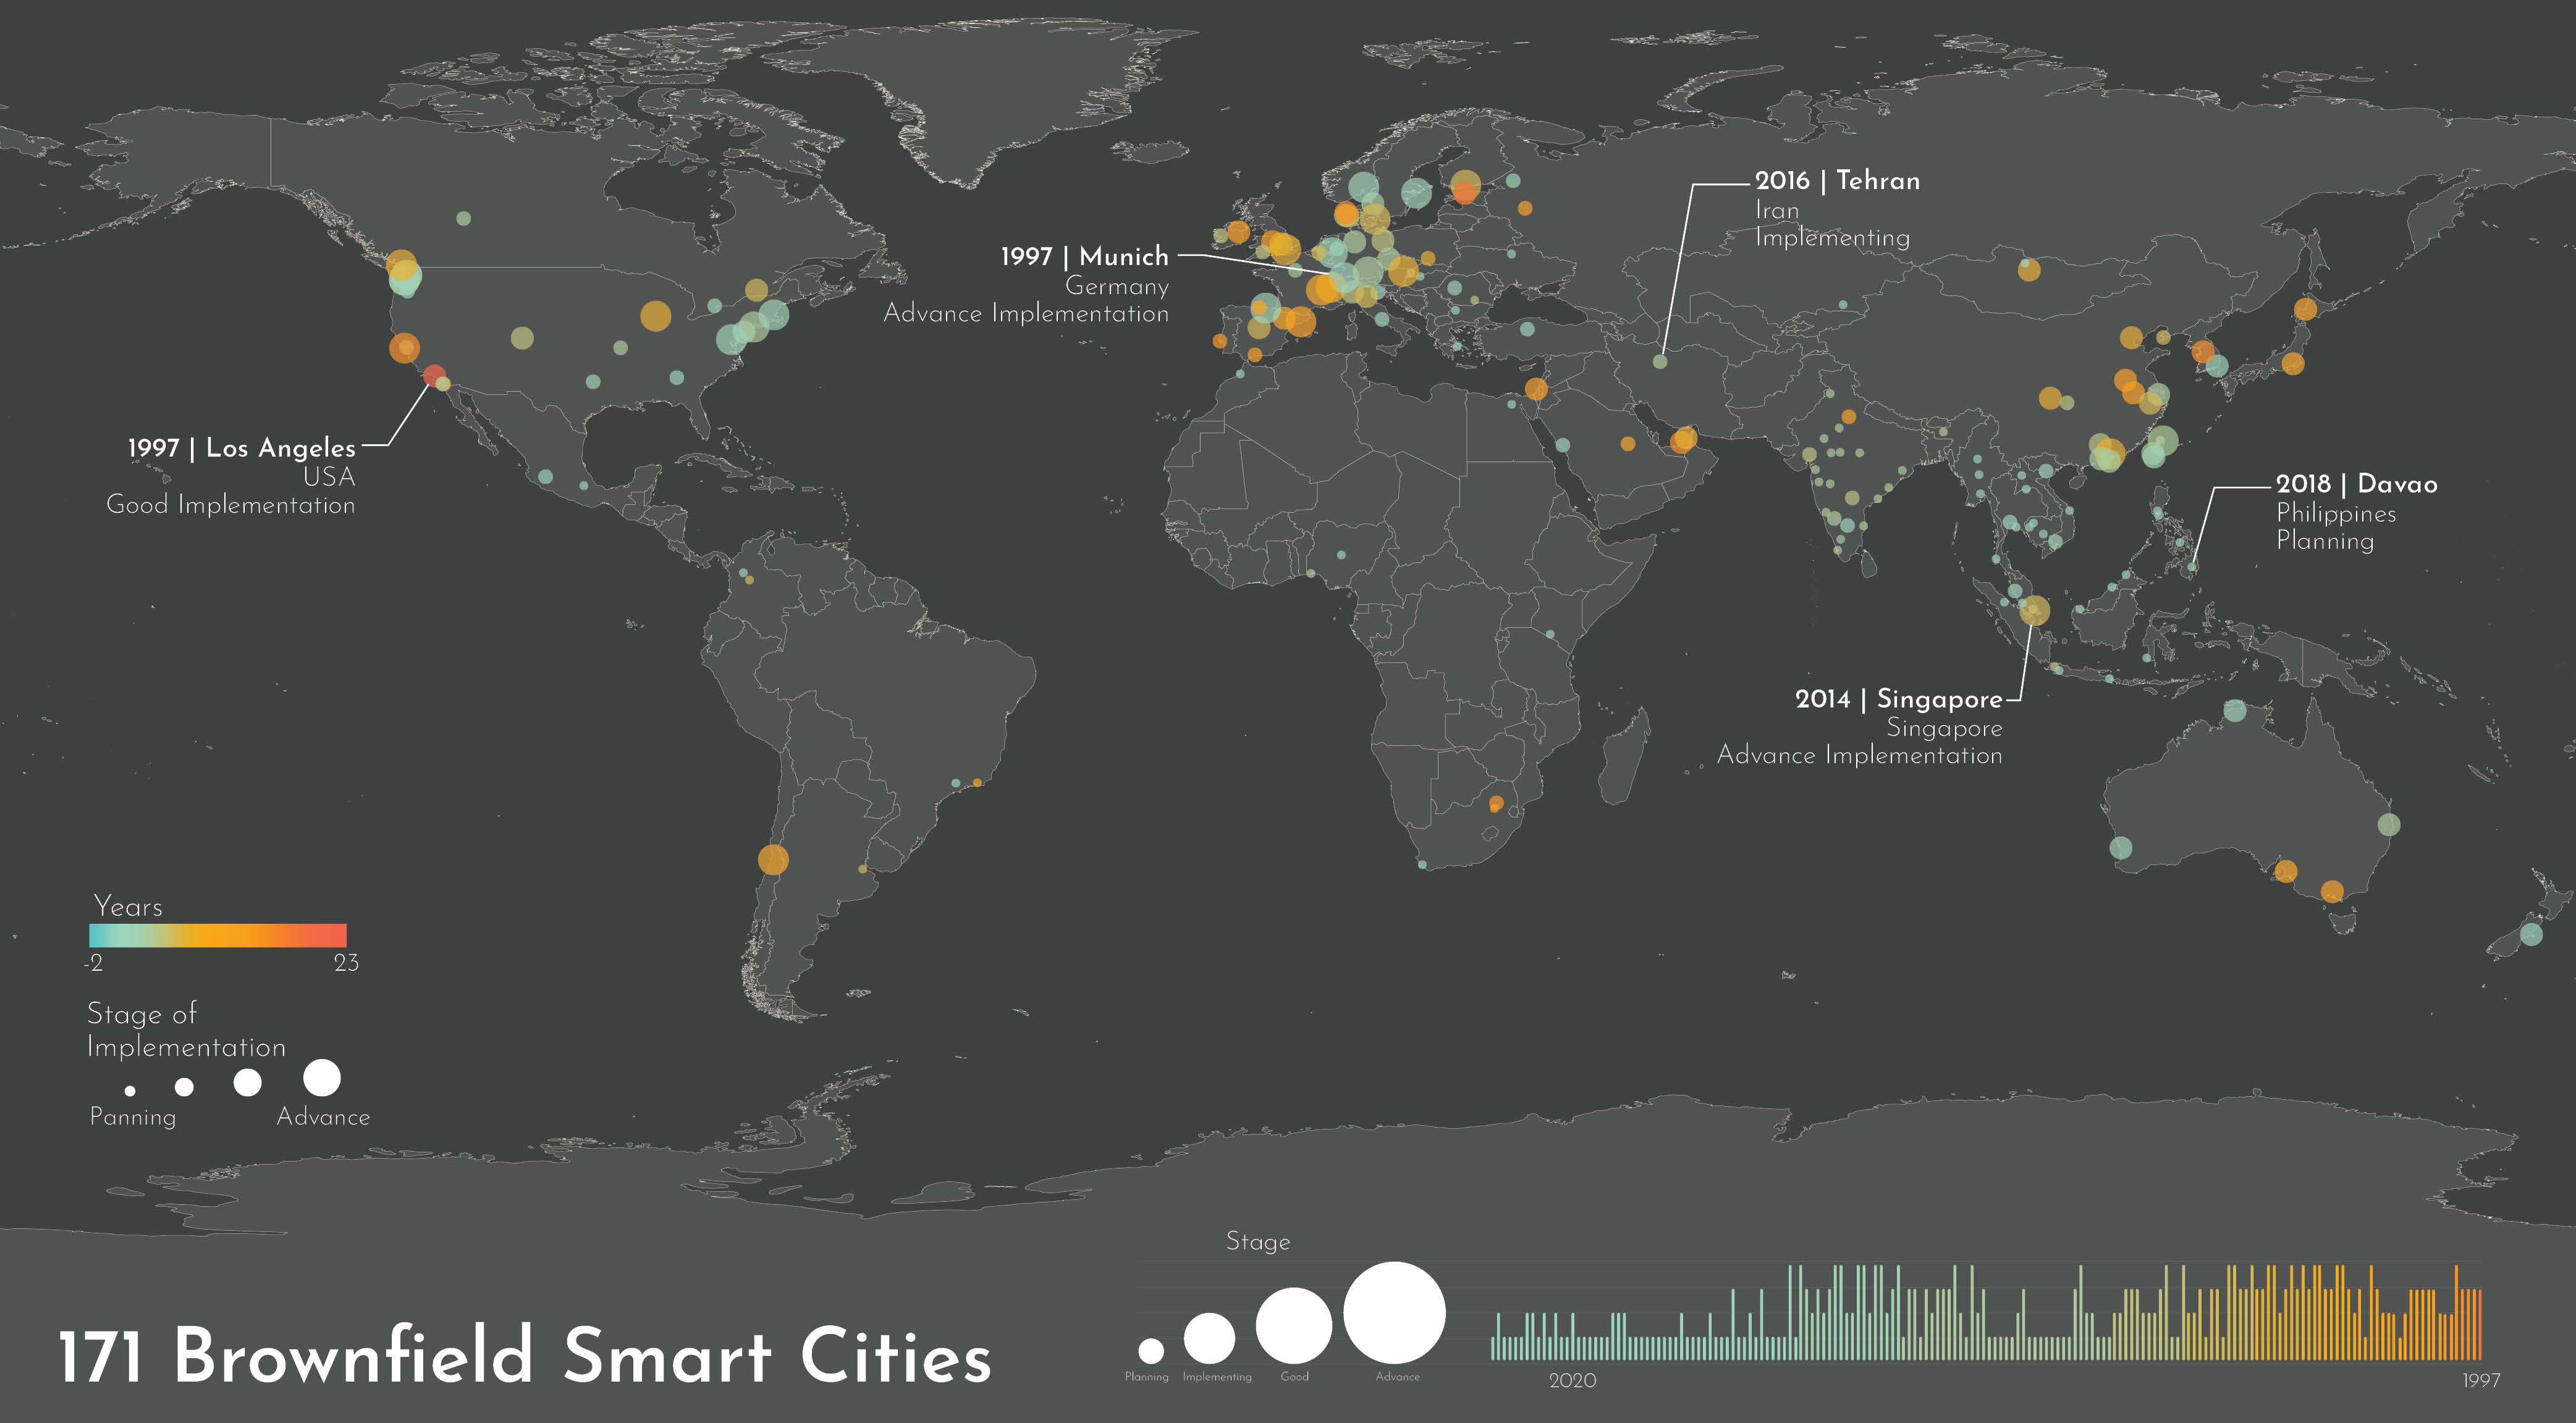 2016 | Tehran
Iran
Implementing
1997 | Munich
Germany
Advance Implementation
1997 | Los Angeles
USA
Good Implementation
2018 | Davao
Philippines
Planning
2014 | Singapore
Singapore
Advance Implementation
Years
-2 23
Stage of
Implementation
Panning Advance
Stage
Planning Implementing Good Advance
2020 1997
171 Brownfield Smart Cities